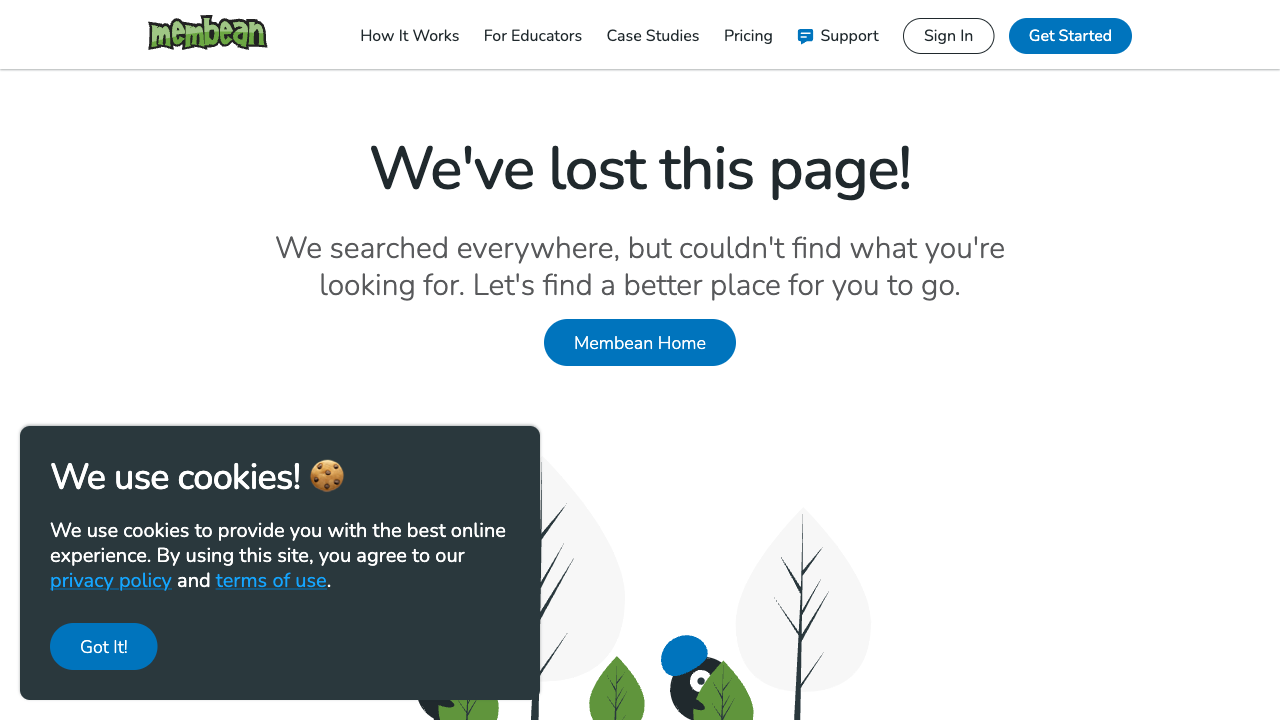 membean
How It Works
For Educators
Case Studies
Pricing
Support
Sign In
Get Started
We've lost this page!
We searched everywhere, but couldn't find what you're
looking for. Let's find a better place for you to go.
Membean Home
We use cookies! 🍪
We use cookies to provide you with the best online
experience. By using this site, you agree to our
privacy policy and terms of use.
Got It!